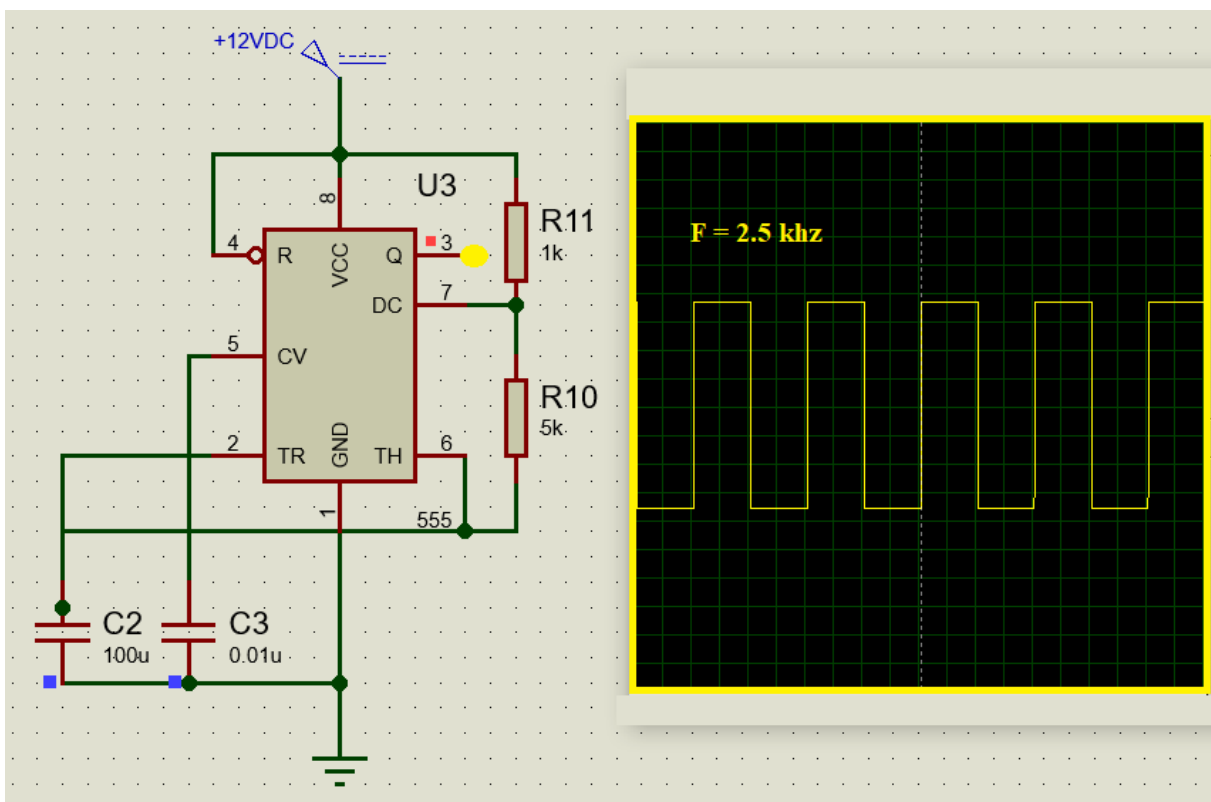 +12VDC
U3
8
4
R
VCC
Q
3
R11
1k
7
DC
5
CV
R10
5k
2
TR
GND
TH
6
1
555
C2
100u
C3
0.01u
F = 2.5 khz